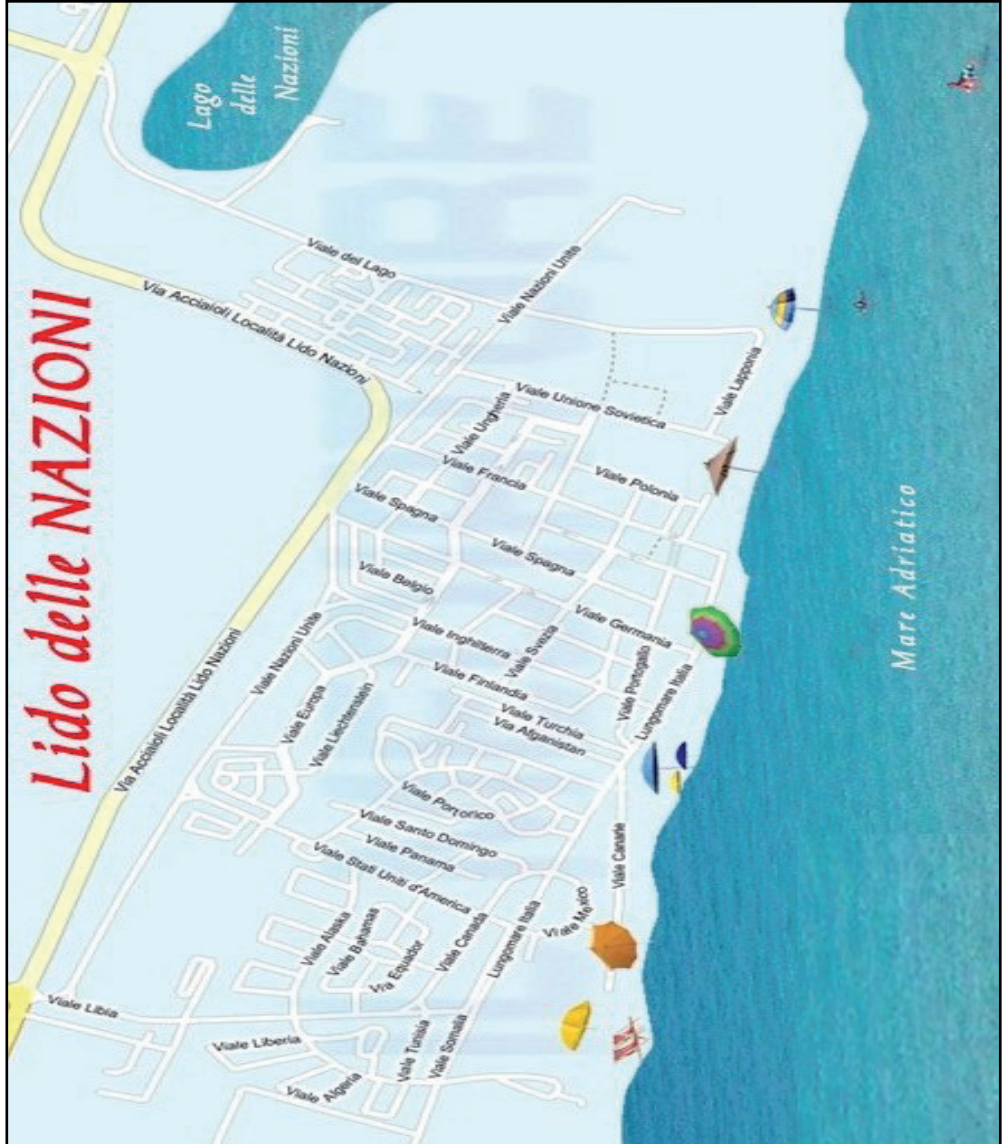 Lago
delle
Nazioni
Viale del Lago
Viale Nazioni Unite
Via Acciaioli Località Lido Nazioni
Lido delle NAZIONI
Viale Lapponia
Viale Unione Sovietica
Viale Ungheria
Viale Francia
Viale Polonia
Viale Spagna
Viale Spagna
Mare Adriatico
Viale Belgio
Viale Germania
Viale Inghilterra
Viale Svezia
Viale Nazioni Unite
Via Acciaioli Località Lido Nazioni
Viale Portogallo
Lungomare Italia
Viale Finlandia
Viale Europa
Viale Liechtenstein
Viale Turchia
Via Afganistan
Viale Portorico
Viale Santo Domingo
Viale Panama
Viale Stati Uniti d'America
Viale Canarie
Viale Mexico
Lungomare Italia
Viale Alaska
Viale Bahamas
Via Equador
Viale Canada
Viale Libia
Viale Liberia
Viale Tunisia
Viale Somalia
Viale Algeria